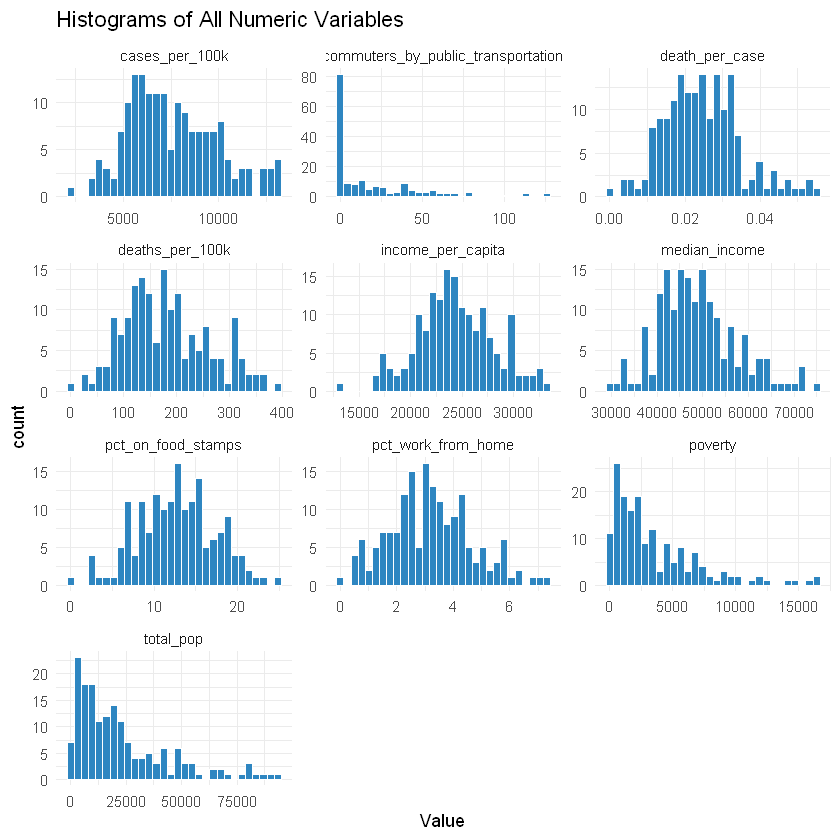 Histograms of All Numeric Variables
cases_per_100k
commuters_by_public_transportation
death_per_case
10
5
0
5000 10000
80
60
40
20
0
0 50 100
10
5
0
0.00 0.02 0.04
deaths_per_100k
income_per_capita
median_income
15
10
5
0
0 100 200 300 400
15
10
5
0
15000 20000 25000 30000
15
10
5
0
30000 40000 50000 60000 70000
pct_on_food_stamps
pct_work_from_home
poverty
15
10
5
0
0 10 20
15
10
5
0
0 2 4 6
20
10
0
0 5000 10000 15000
total_pop
20
15
10
5
0
0 25000 50000 75000
count
Value